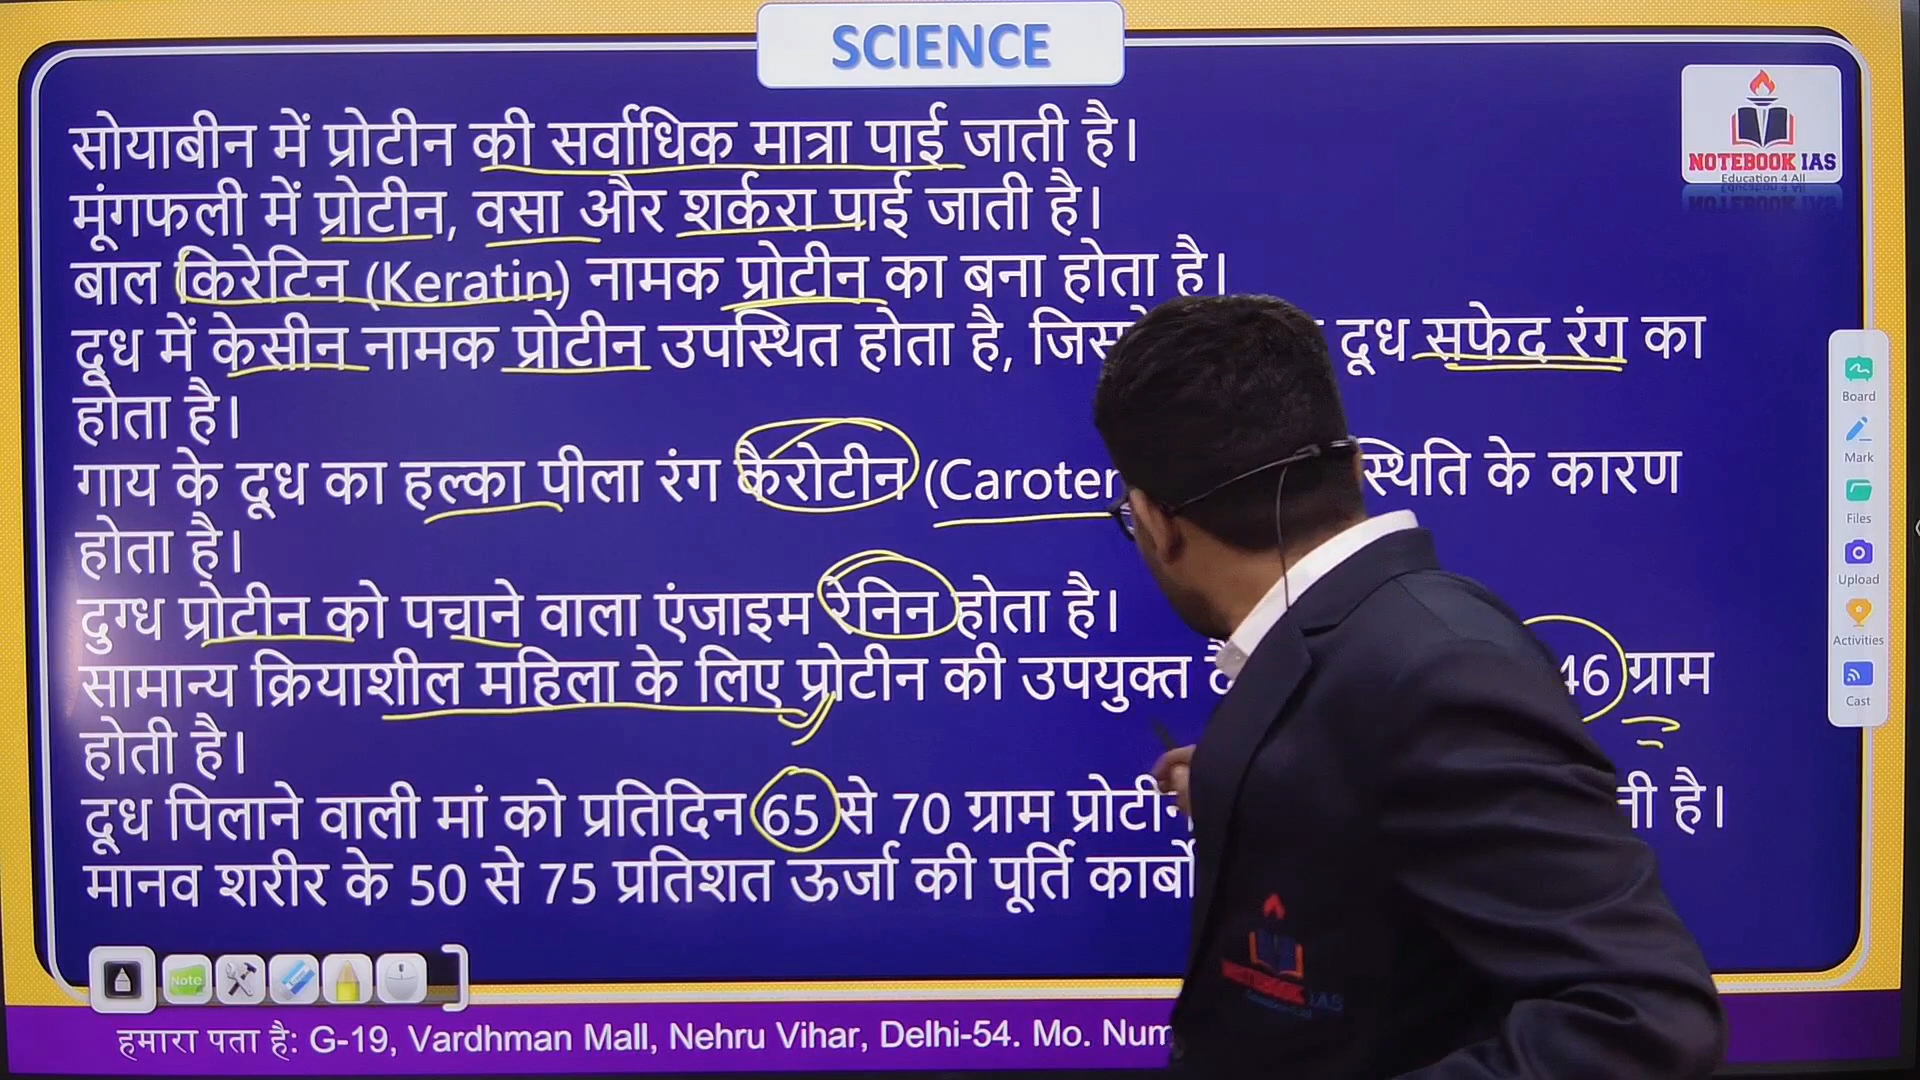 SCIENCE
NOTEBOOK IAS
Education 4 All
सोयाबीन में प्रोटीन की सर्वाधिक मात्रा पाई जाती है।
मूंगफली में प्रोटीन, वसा और शर्करा पाई जाती है।
बाल किरेटिन (Keratin) नामक प्रोटीन का बना होता है।
दूध में केसीन नामक प्रोटीन उपस्थित होता है, दूध सफेद रंग का
होता है।
गाय के दूध का हल्का पीला रंग कैरोटीन के कारण
होता है।
दुग्ध प्रोटीन को पचाने वाला एंजाइम रेनिन होता है।
सामान्य क्रियाशील महिला के लिए प्रोटीन की उपयुक्त 46 ग्राम
होती है।
दूध पिलाने वाली मां को प्रतिदिन 65 से 70 ग्राम है।
मानव शरीर के 50 से 75 प्रतिशत ऊर्जा की पूर्ति
Board
Mark
Files
Upload
Activities
Cast
Note
हमारा पता है: G-19, Vardhman Mall, Nehru Vihar, Delhi-54. Mo.